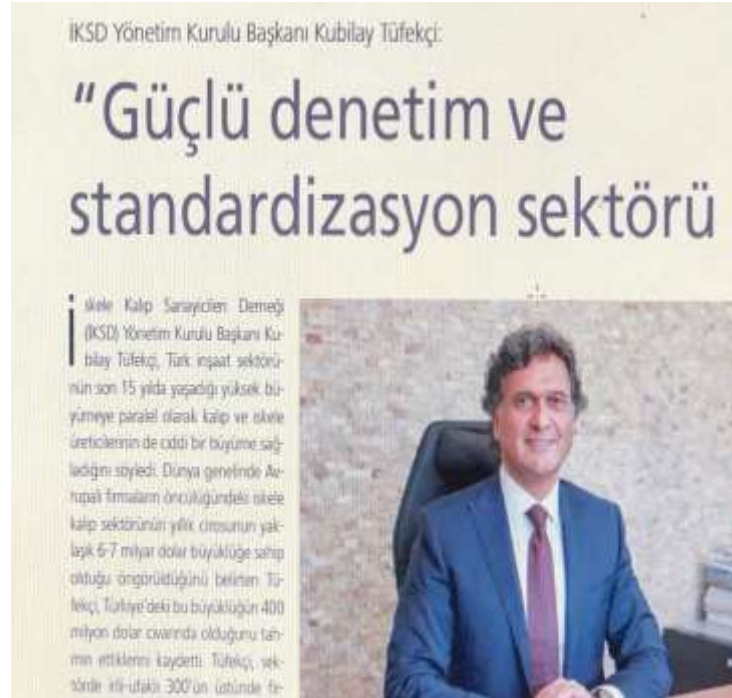 İKSD Yönetim Kurulu Başkanı Kubilay Tüfekçi:
“Güçlü denetim ve
standardizasyon sektörü
İskele Kalıp Sanayicileri Derneği
(İKSD) Yönetim Kurulu Başkanı Ku-
bilay Tüfekçi, Türk inşaat sektörü-
nün son 15 yılda yaşadığı yüksek bü-
yümeye paralel olarak kalıp ve iskele
üreticilerinin de ciddi bir büyüme sağ-
ladığını söyledi. Dünya genelinde Av-
rupalı firmaların öncülüğündeki iskele
kalıp sektörünün yıllık cirosunun yak-
laşık 6-7 milyar dolar büyüklüğe sahip
olduğu öngörüldüğünü belirten Tü-
fekçi, Türkiye'deki bu büyüklüğün 400
milyon dolar civarında olduğunu tah-
min ettiklerini kaydetti. Tüfekçi, sek-
törde irili-ufaklı 300'ün üstünde fir-